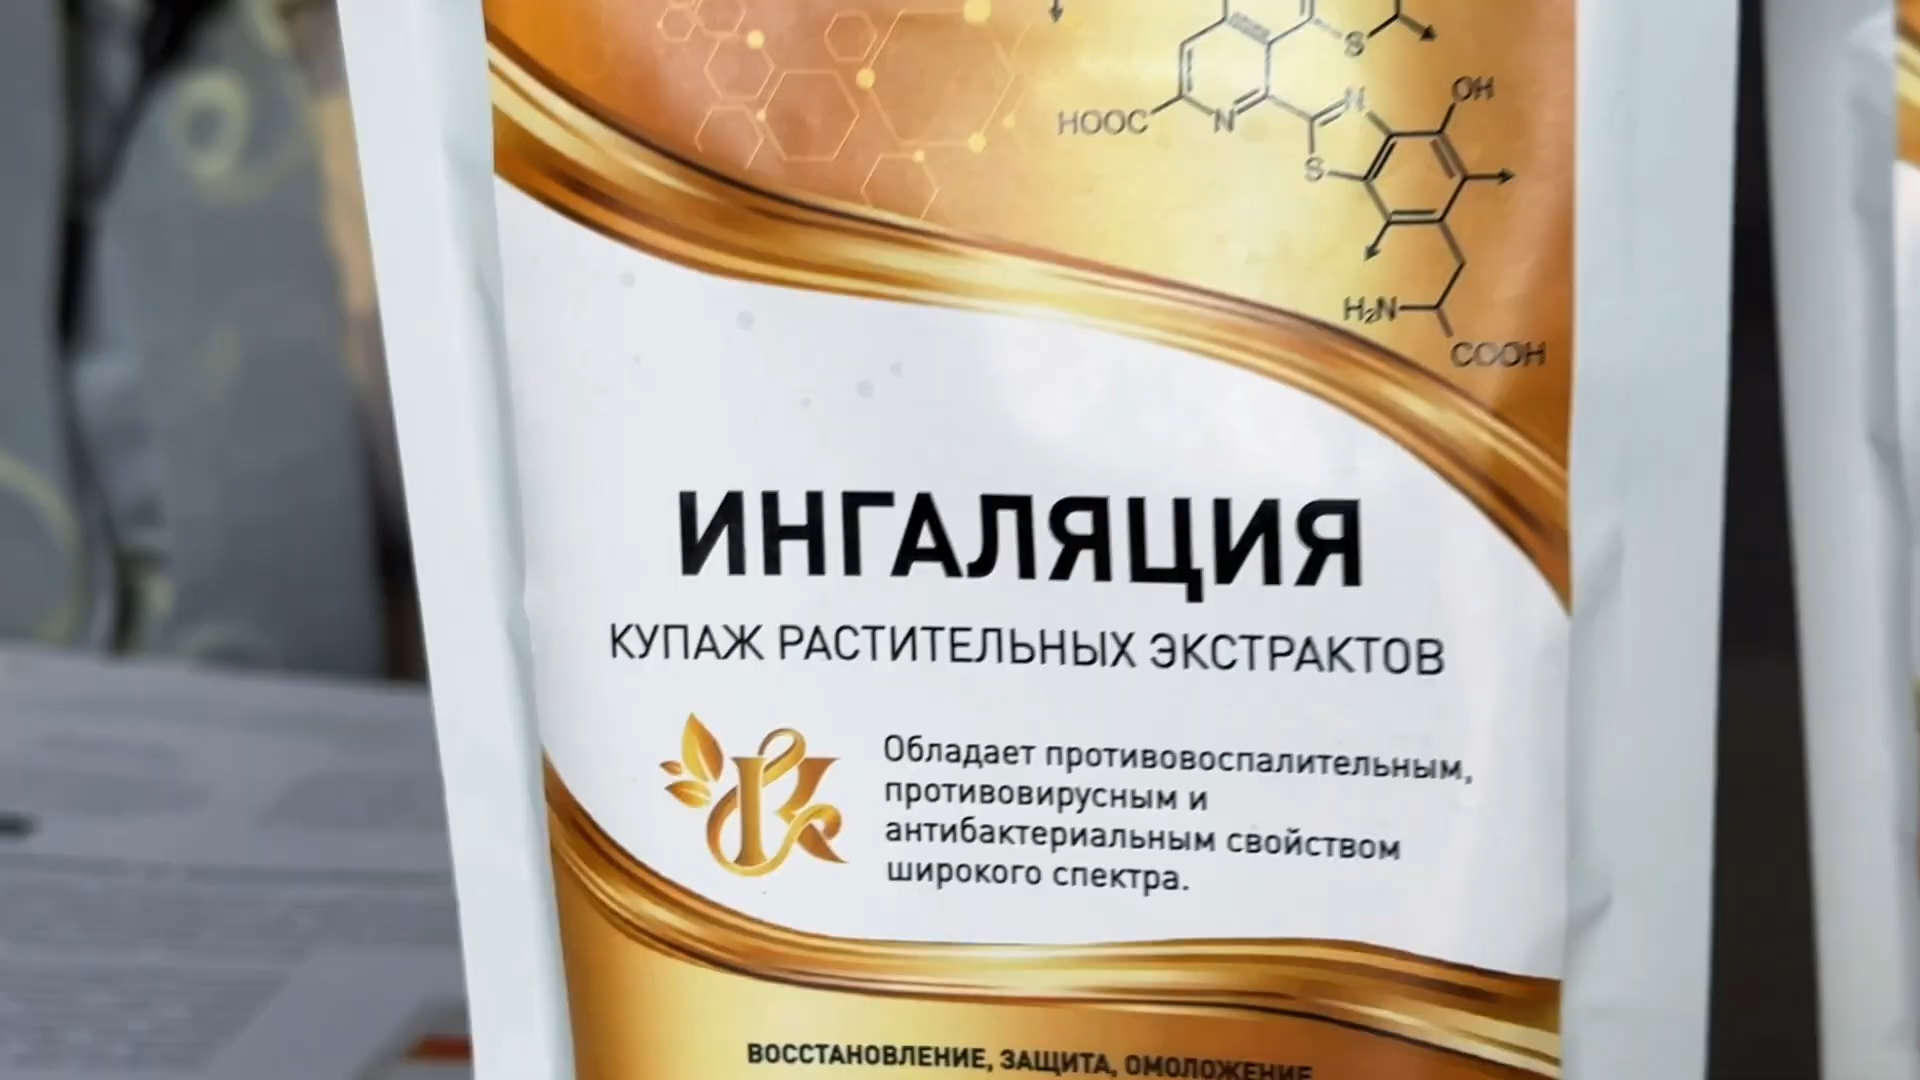 S
N
N
S
HOOC
OH
H₂N
COOH
ИНГАЛЯЦИЯ
КУПАЖ РАСТИТЕЛЬНЫХ ЭКСТРАКТОВ
Обладает противовоспалительным,
противовирусным и
антибактериальным свойством
широкого спектра.
ВОССТАНОВЛЕНИЕ, ЗАЩИТА, ОМОЛОЖЕНИЕ